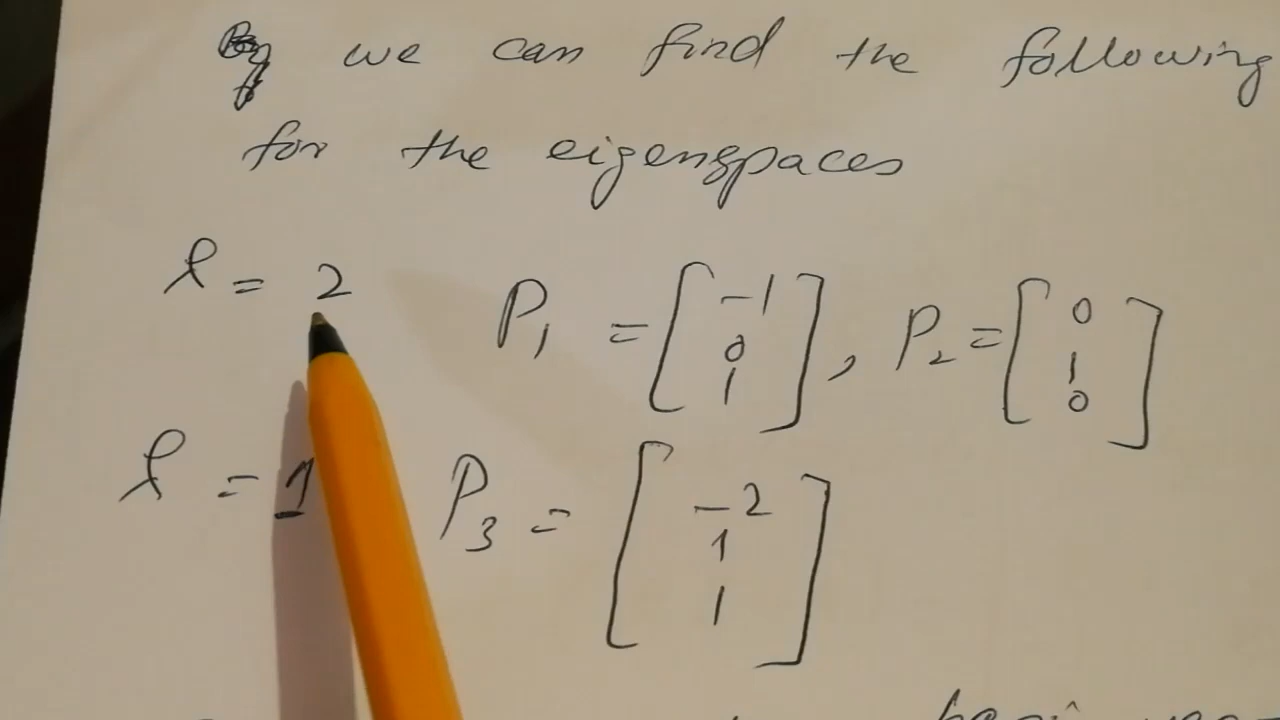 we can find the following
for the eigenspaces
λ = 2 P₁ = [-1 0 1], P₂ = [0 1 0]
λ = 1 P₃ = [-2 1 1]